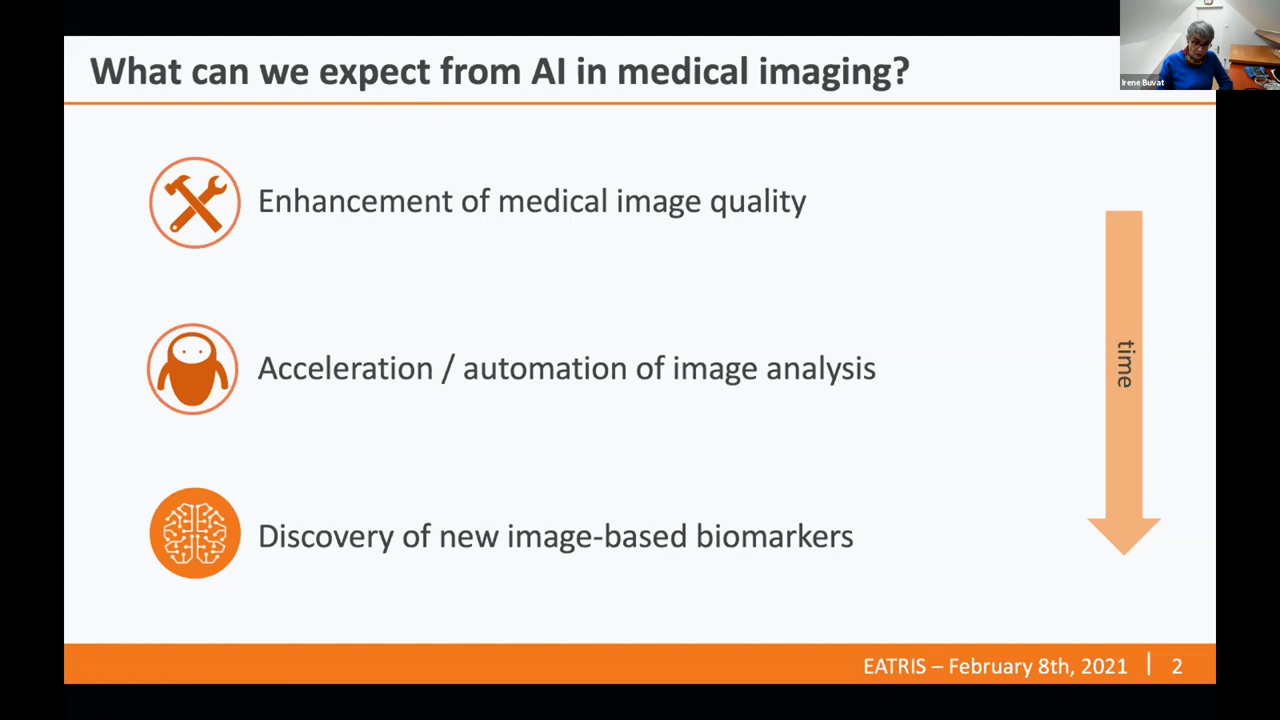 What can we expect from AI in medical imaging?
Irene Buvat
Enhancement of medical image quality
Acceleration / automation of image analysis
time
Discovery of new image-based biomarkers
EATRIS – February 8th, 2021 | 2